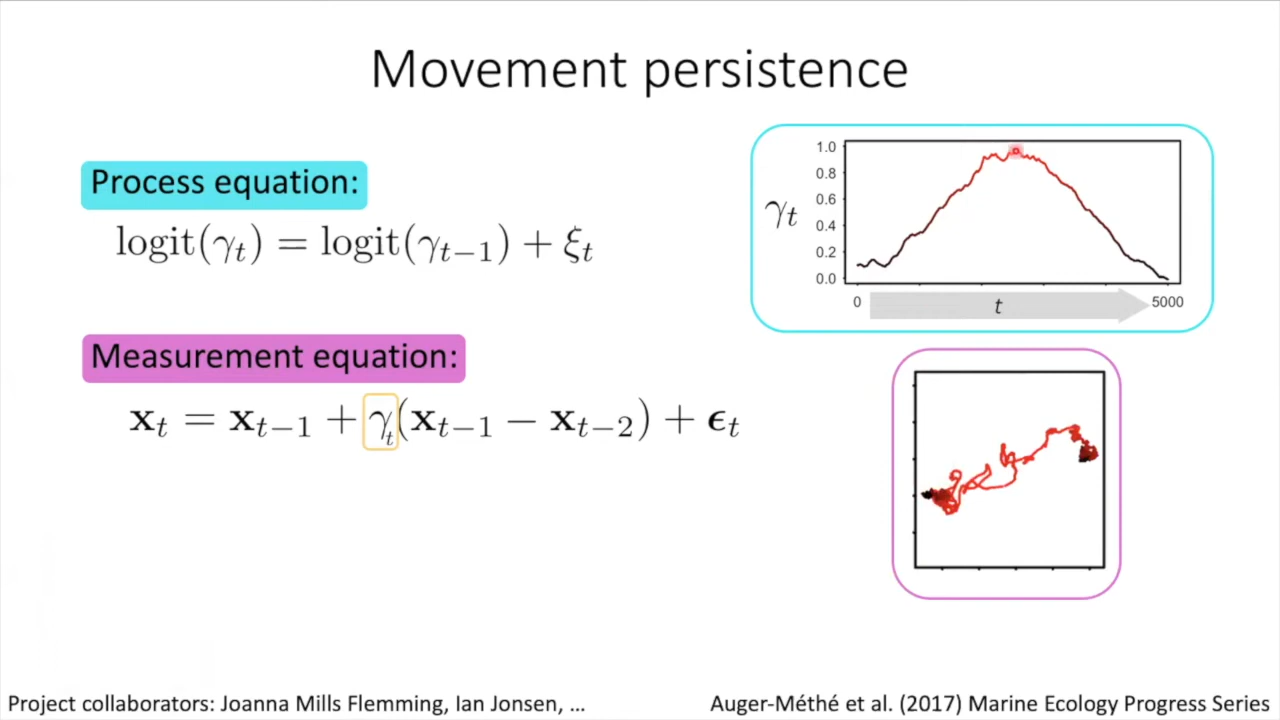 Movement persistence
Process equation:
logit(γₜ) = logit(γₜ₋₁) + ξₜ
Measurement equation:
𝐱ₜ = 𝐱ₜ₋₁ + γₜ(𝐱ₜ₋₁ − 𝐱ₜ₋₂) + 𝛜ₜ
γₜ
1.0
0.8
0.6
0.4
0.2
0.0
0 t 5000
Project collaborators: Joanna Mills Flemming, Ian Jonsen, ...
Auger-Méthé et al. (2017) Marine Ecology Progress Series